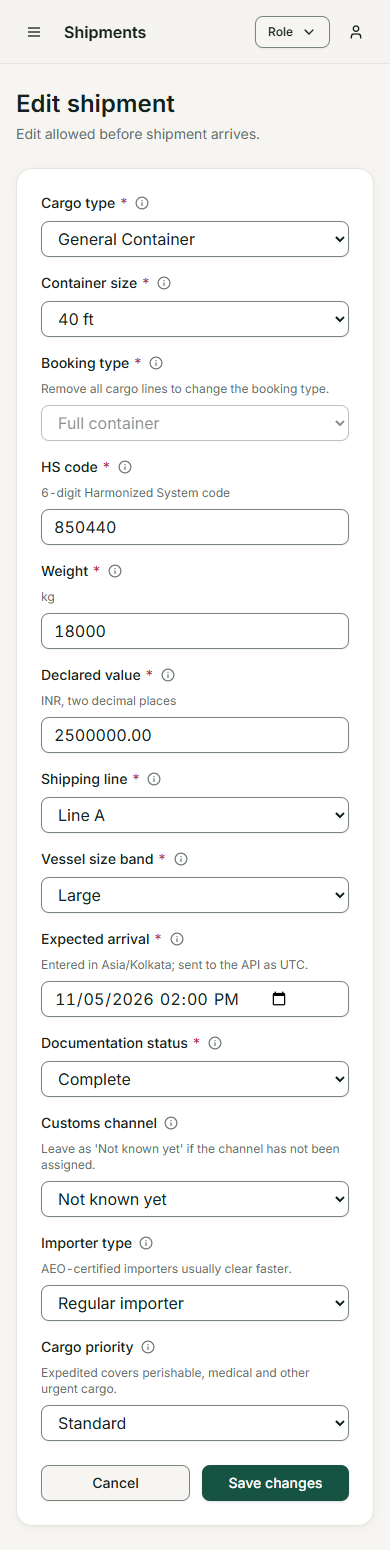 Shipments
Role
Edit shipment
Edit allowed before shipment arrives.
Cargo type *
General Container
Container size *
40 ft
Booking type *
Remove all cargo lines to change the booking type.
Full container
HS code *
6-digit Harmonized System code
850440
Weight *
kg
18000
Declared value *
INR, two decimal places
2500000.00
Shipping line *
Line A
Vessel size band *
Large
Expected arrival *
Entered in Asia/Kolkata; sent to the API as UTC.
11/05/2026 02:00 PM
Documentation status *
Complete
Customs channel
Leave as 'Not known yet' if the channel has not been
assigned.
Not known yet
Importer type
AEO-certified importers usually clear faster.
Regular importer
Cargo priority
Expedited covers perishable, medical and other
urgent cargo.
Standard
Cancel
Save changes